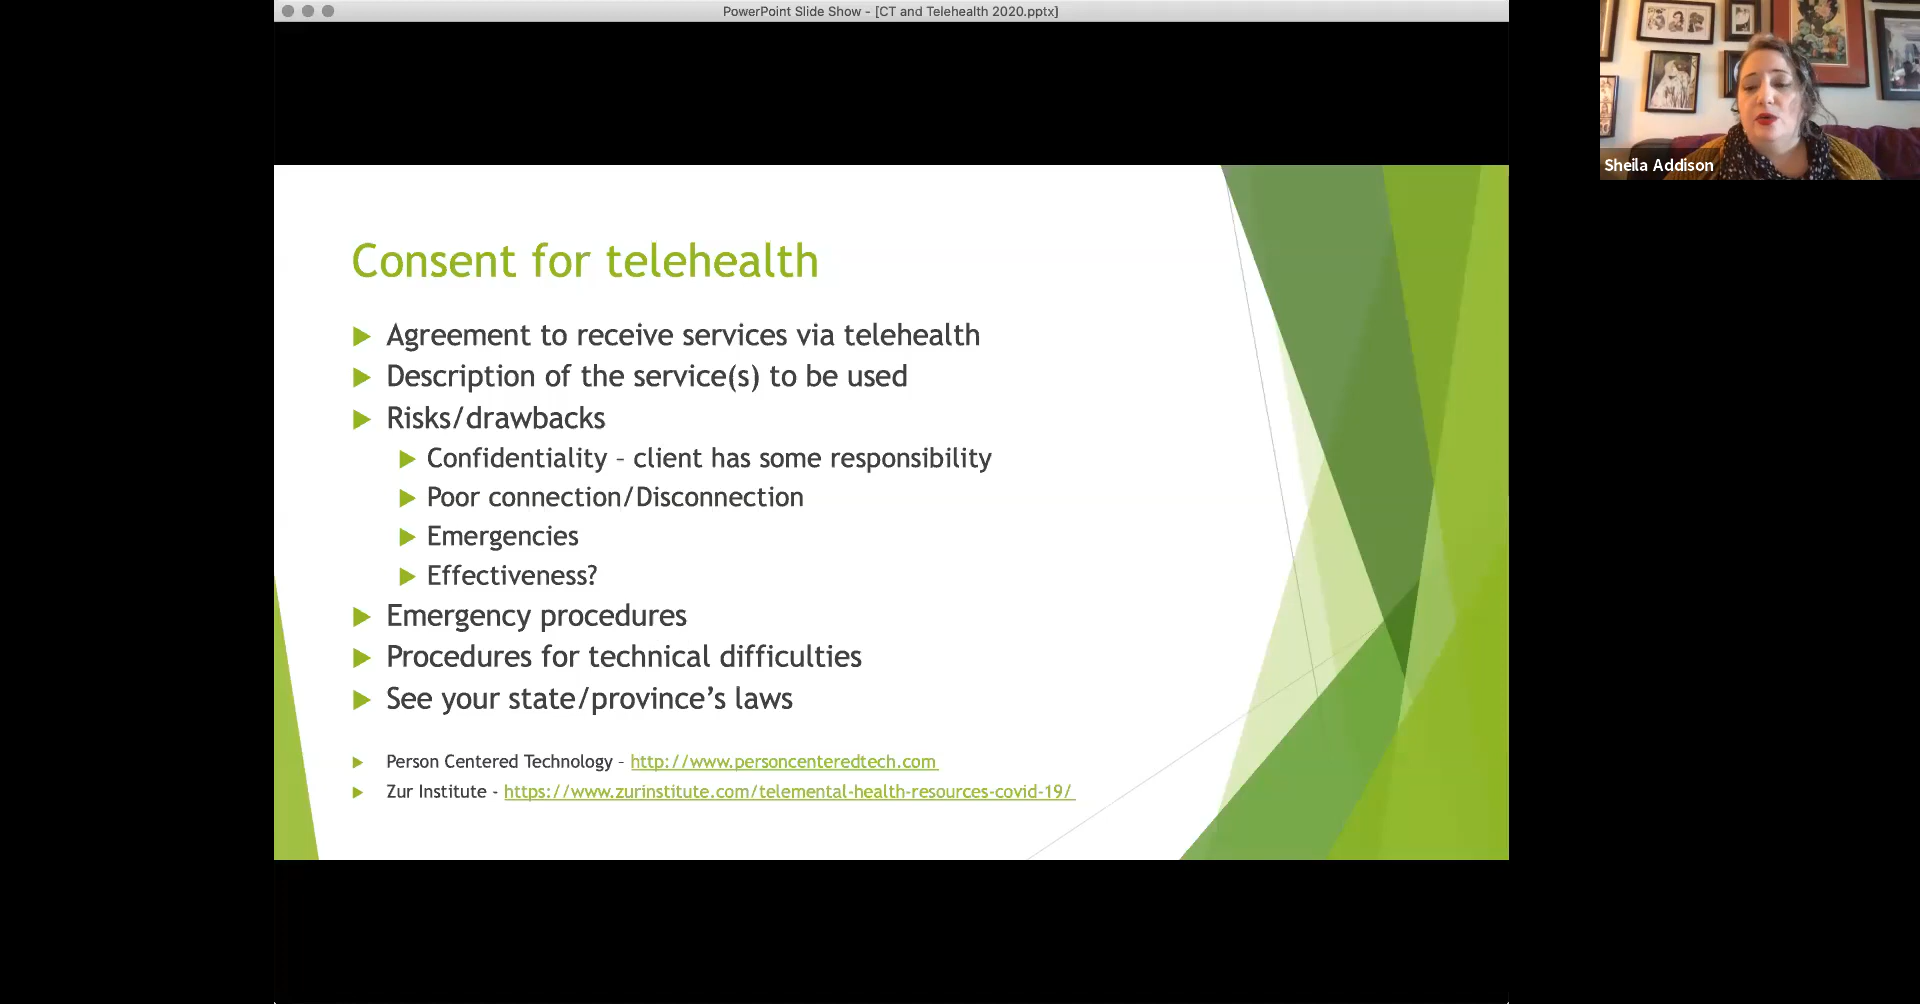 PowerPoint Slide Show - [CT and Telehealth 2020.pptx]
Sheila Addison
Consent for telehealth
Agreement to receive services via telehealth
Description of the service(s) to be used
Risks/drawbacks
Confidentiality – client has some responsibility
Poor connection/Disconnection
Emergencies
Effectiveness?
Emergency procedures
Procedures for technical difficulties
See your state/province’s laws
Person Centered Technology – http://www.personcenteredtech.com
Zur Institute - https://www.zurinstitute.com/telemental-health-resources-covid-19/